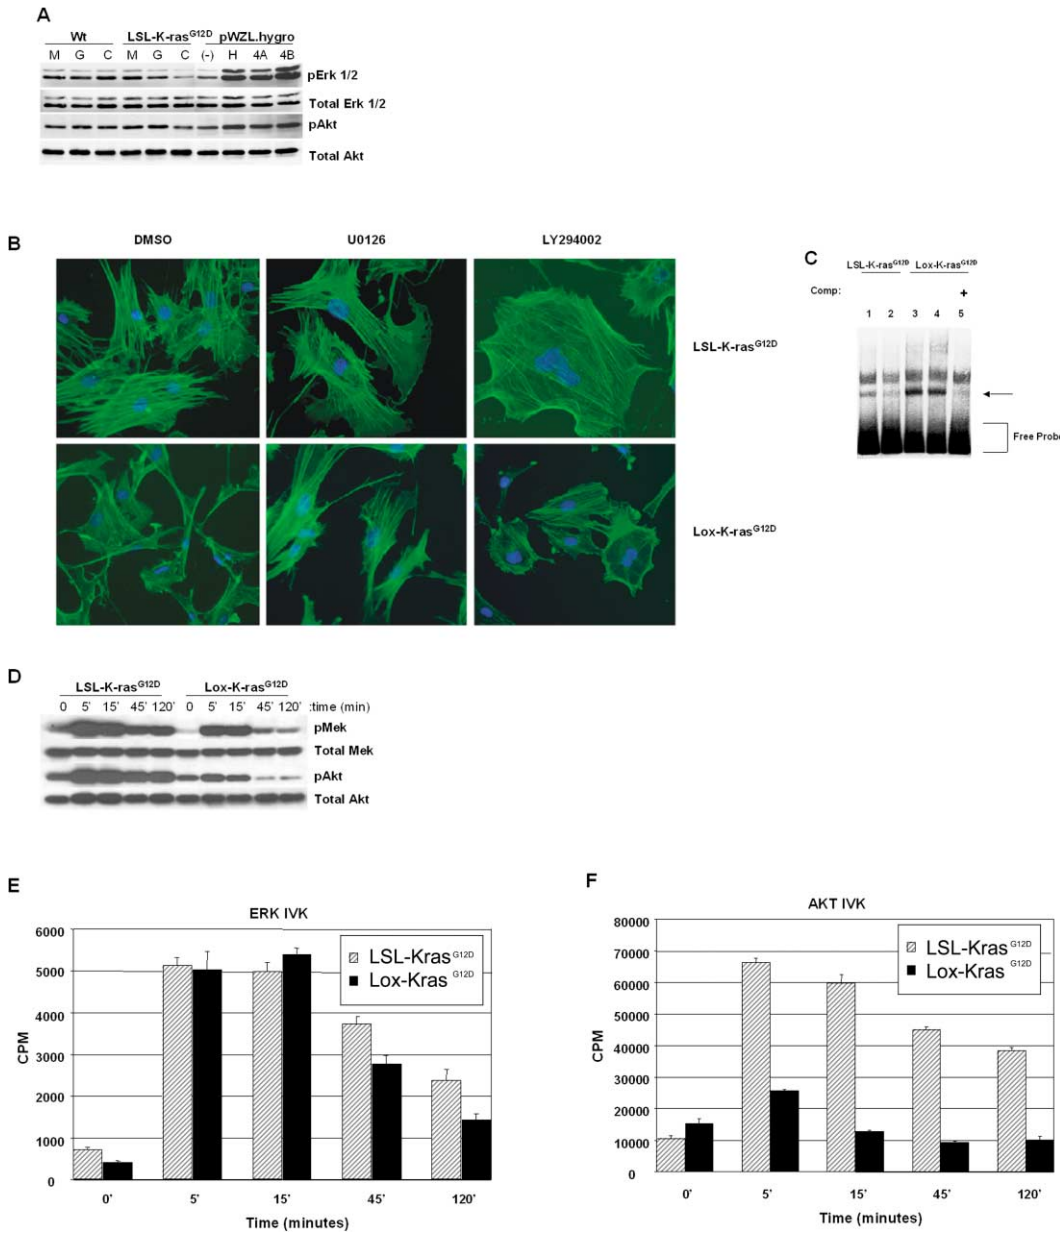 A
Wt LSL-K-ras^G12D pWZL.hygro
M G C M G C (-) H 4A 4B
pErk 1/2
Total Erk 1/2
pAkt
Total Akt
B
DMSO U0126 LY294002
LSL-K-ras^G12D
Lox-K-ras^G12D
C
LSL-K-ras^G12D Lox-K-ras^G12D
Comp: +
1 2 3 4 5
Free Probe
D
LSL-K-ras^G12D Lox-K-ras^G12D
0 5' 15' 45' 120' 0 5' 15' 45' 120' :time (min)
pMek
Total Mek
pAkt
Total Akt
E
ERK IVK
6000
5000
4000
3000
2000
1000
0
CPM
LSL-Kras G12D
Lox-Kras G12D
0' 5' 15' 45' 120'
Time (minutes)
F
AKT IVK
80000
70000
60000
50000
40000
30000
20000
10000
0
CPM
LSL-Kras G12D
Lox-Kras G12D
0' 5' 15' 45' 120'
Time (minutes)